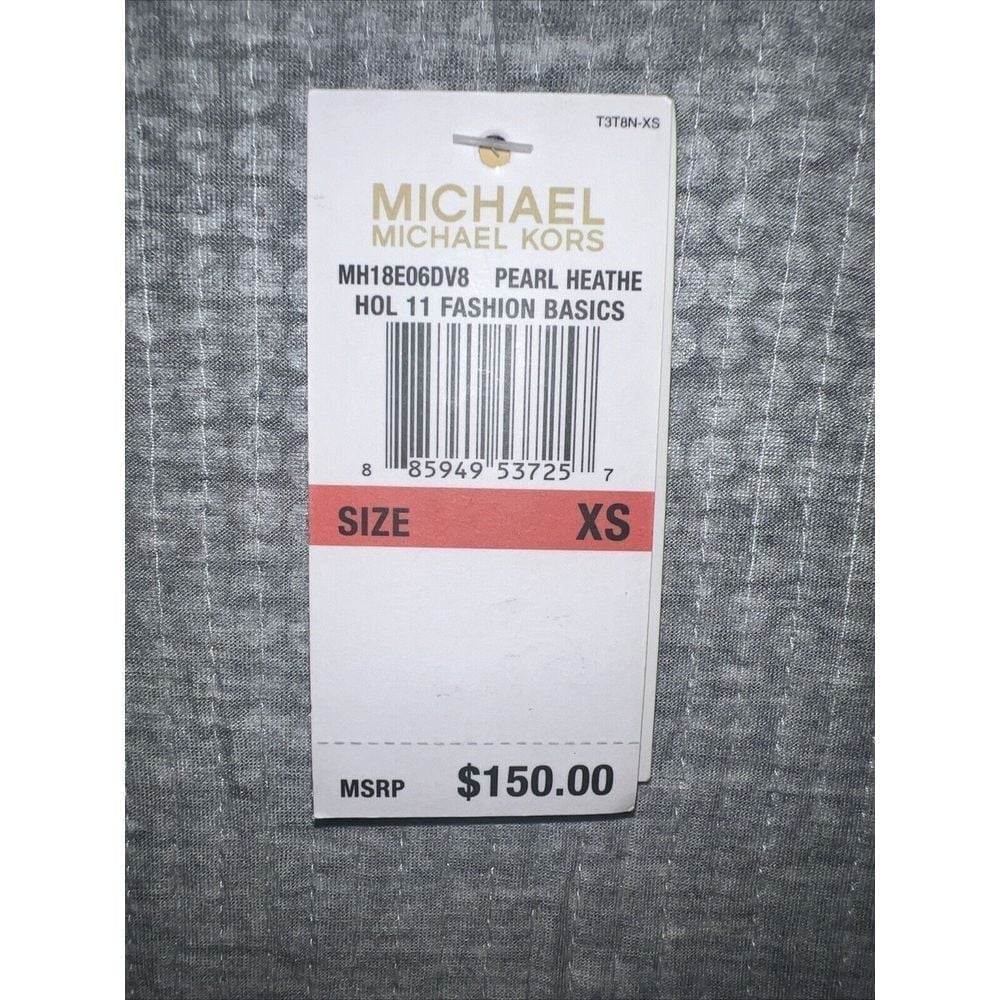 T3T8N-XS
MICHAEL
MICHAEL KORS
MH18E06DV8 PEARL HEATHE
HOL 11 FASHION BASICS
8 85949 53725 7
SIZE XS
MSRP $150.00